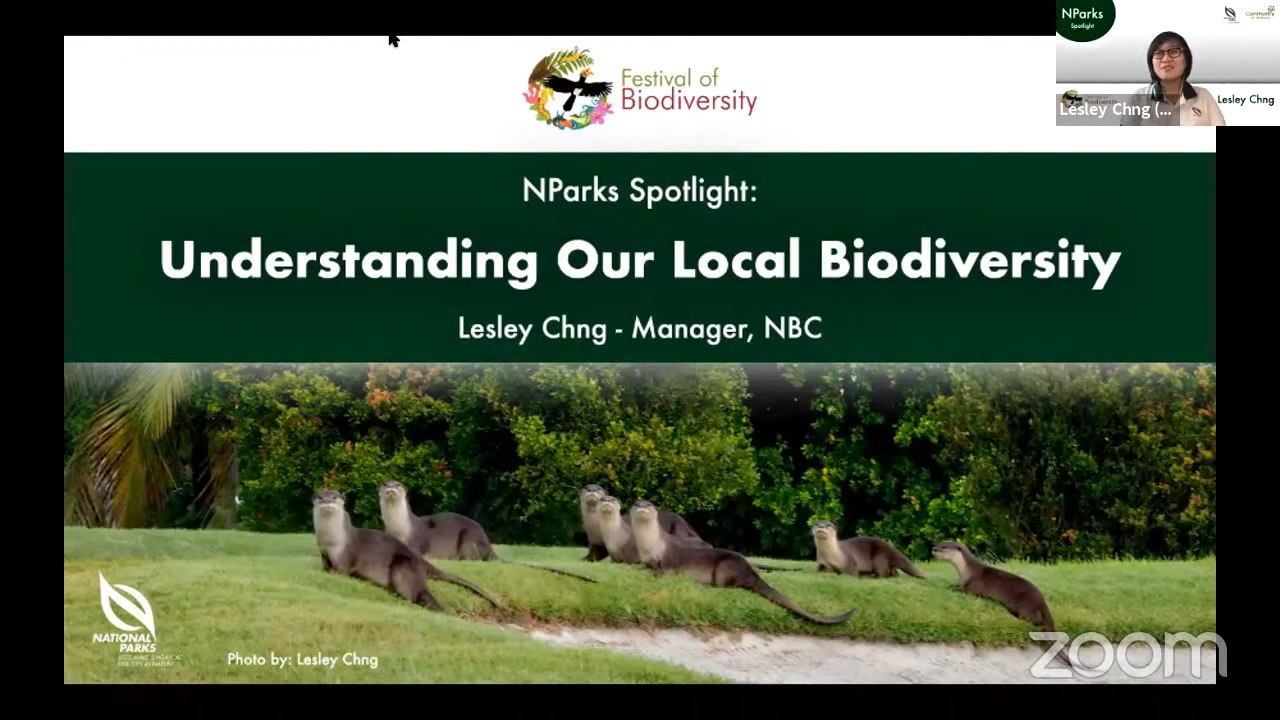 Festival of
Biodiversity
NParks Spotlight:
Understanding Our Local Biodiversity
Lesley Chng - Manager, NBC
NATIONAL
PARKS
Photo by: Lesley Chng
zoom
NParks
Spotlight
Lesley Chng
Lesley Chng (...